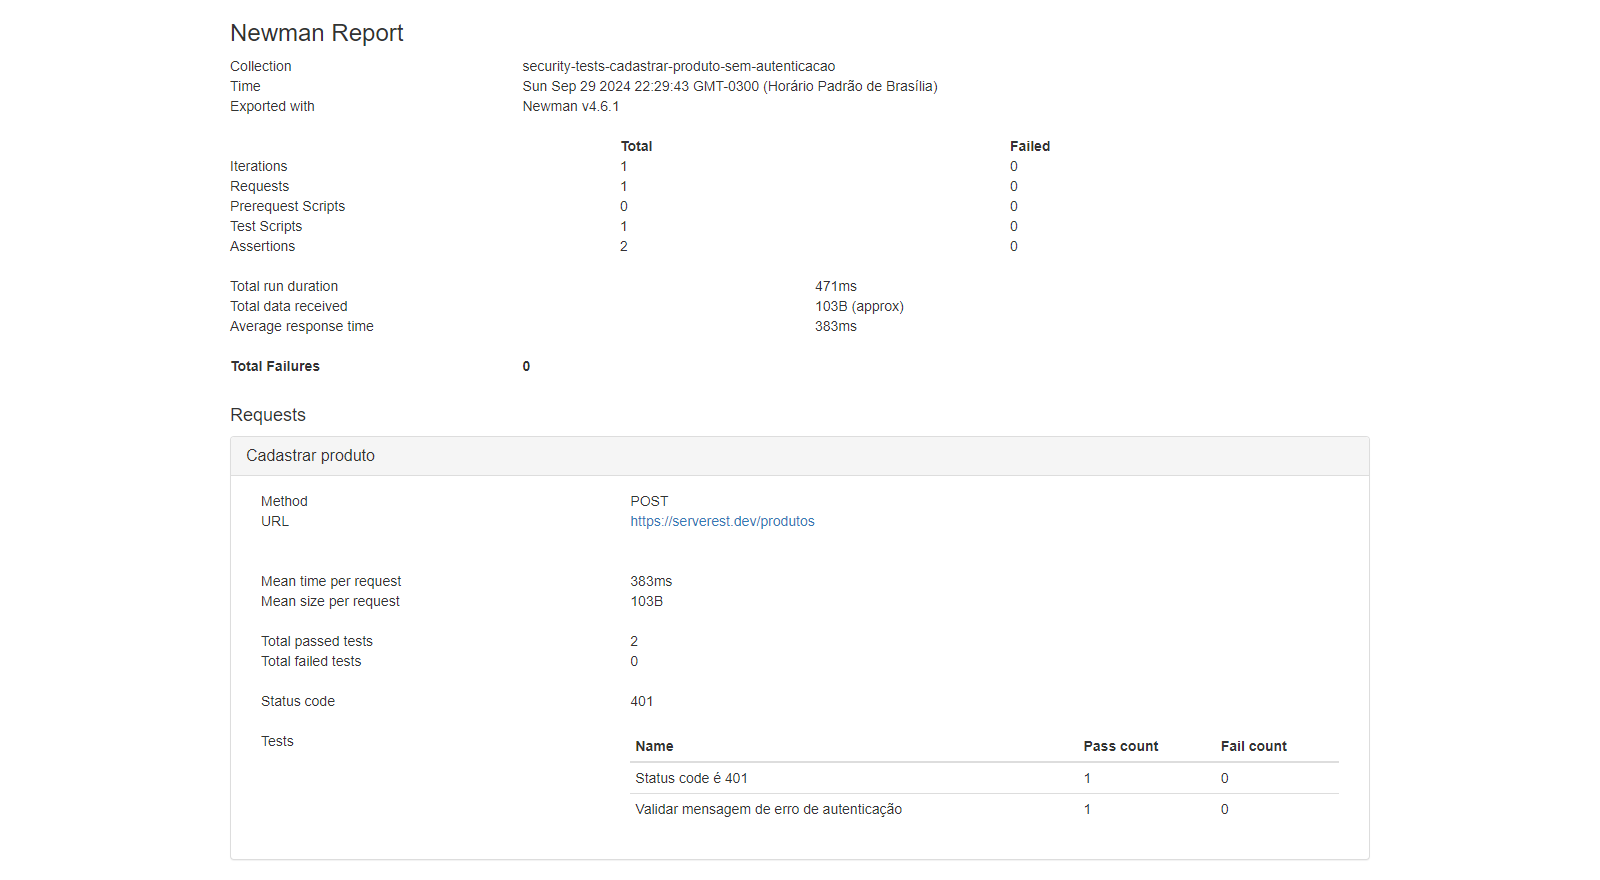 Newman Report
Collection security-tests-cadastrar-produto-sem-autenticacao
Time Sun Sep 29 2024 22:29:43 GMT-0300 (Horário Padrão de Brasília)
Exported with Newman v4.6.1
Total Failed
Iterations 1 0
Requests 1 0
Prerequest Scripts 0 0
Test Scripts 1 0
Assertions 2 0
Total run duration 471ms
Total data received 103B (approx)
Average response time 383ms
Total Failures 0
Requests
Cadastrar produto
Method POST
URL https://serverest.dev/produtos
Mean time per request 383ms
Mean size per request 103B
Total passed tests 2
Total failed tests 0
Status code 401
Tests
Name Pass count Fail count
Status code é 401 1 0
Validar mensagem de erro de autenticação 1 0